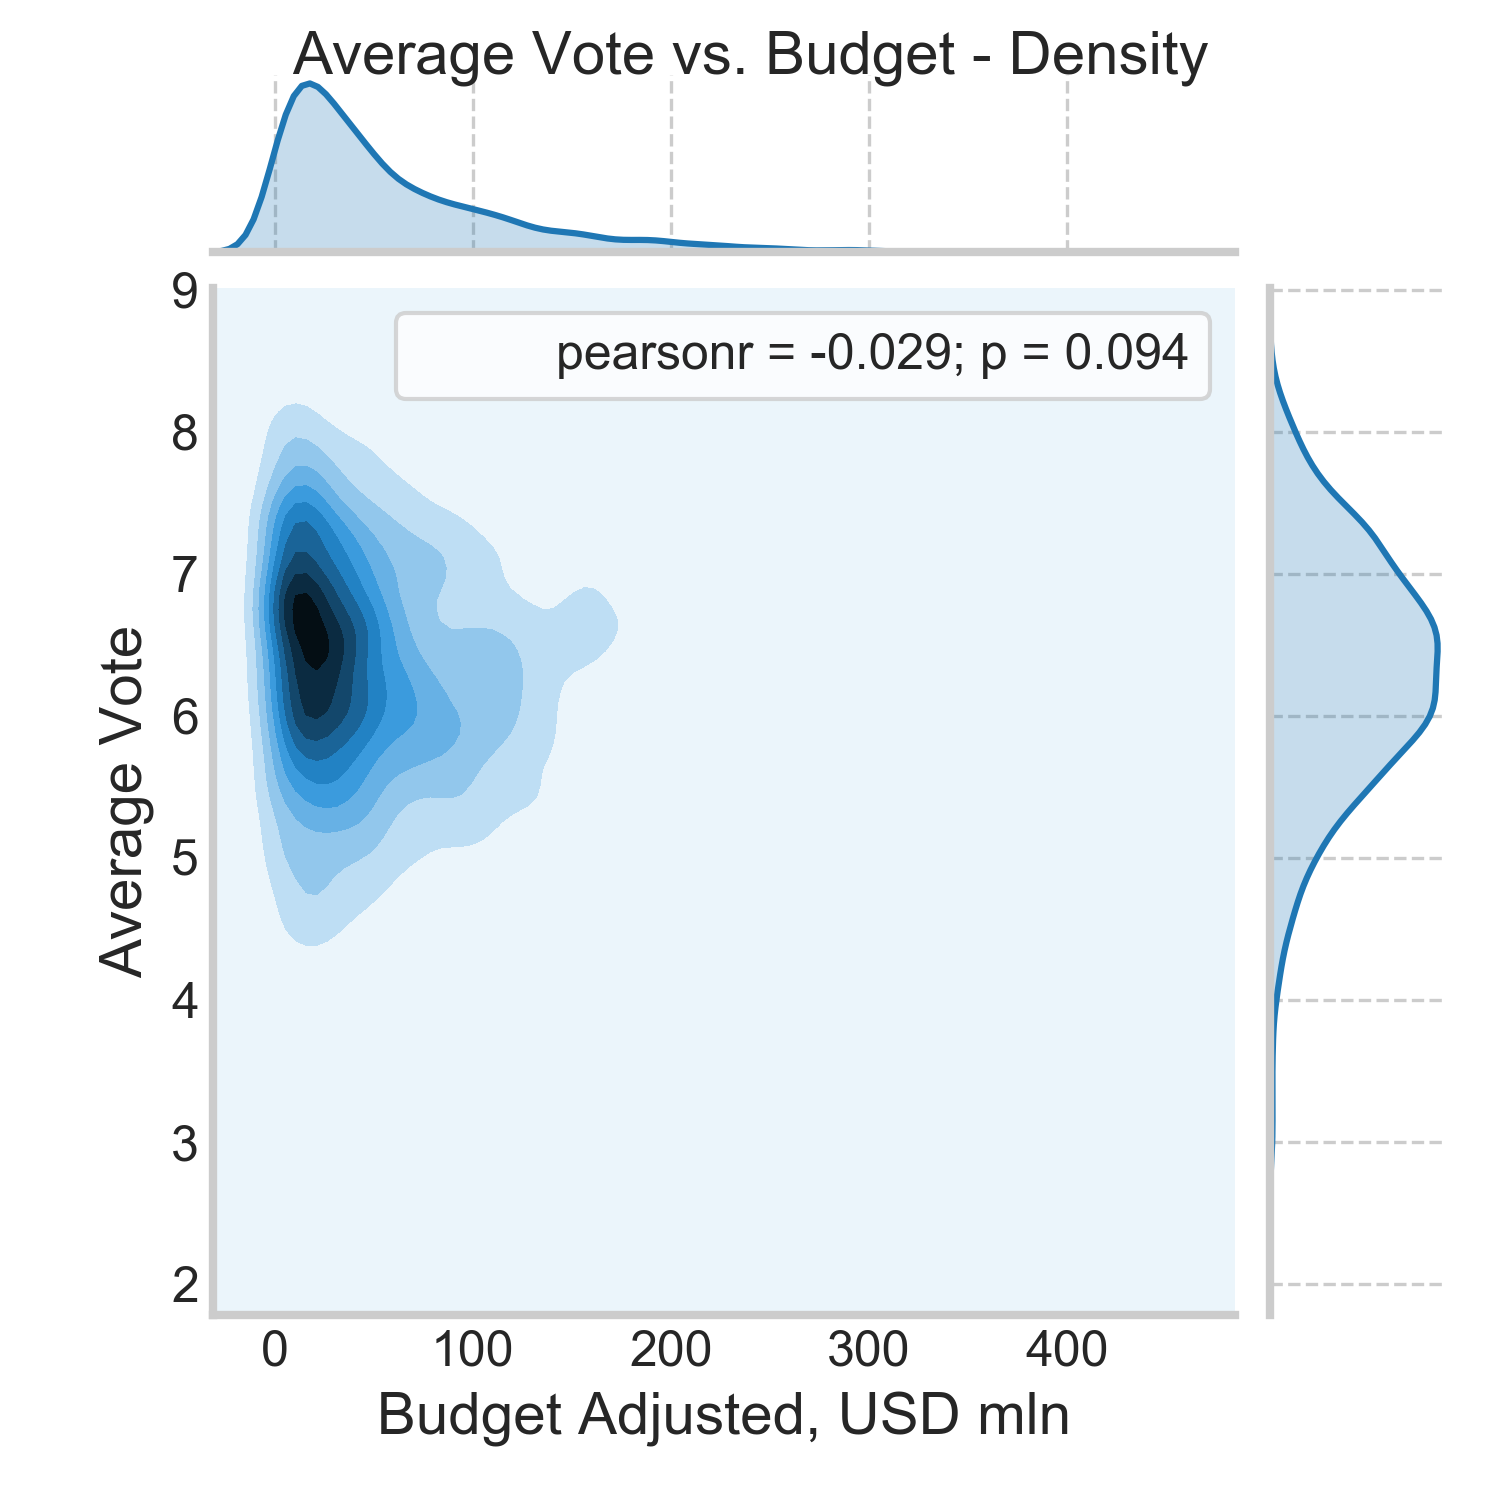 Average Vote vs. Budget - Density
pearsonr = -0.029; p = 0.094
Average Vote
9
8
7
6
5
4
3
2
0 100 200 300 400
Budget Adjusted, USD mln